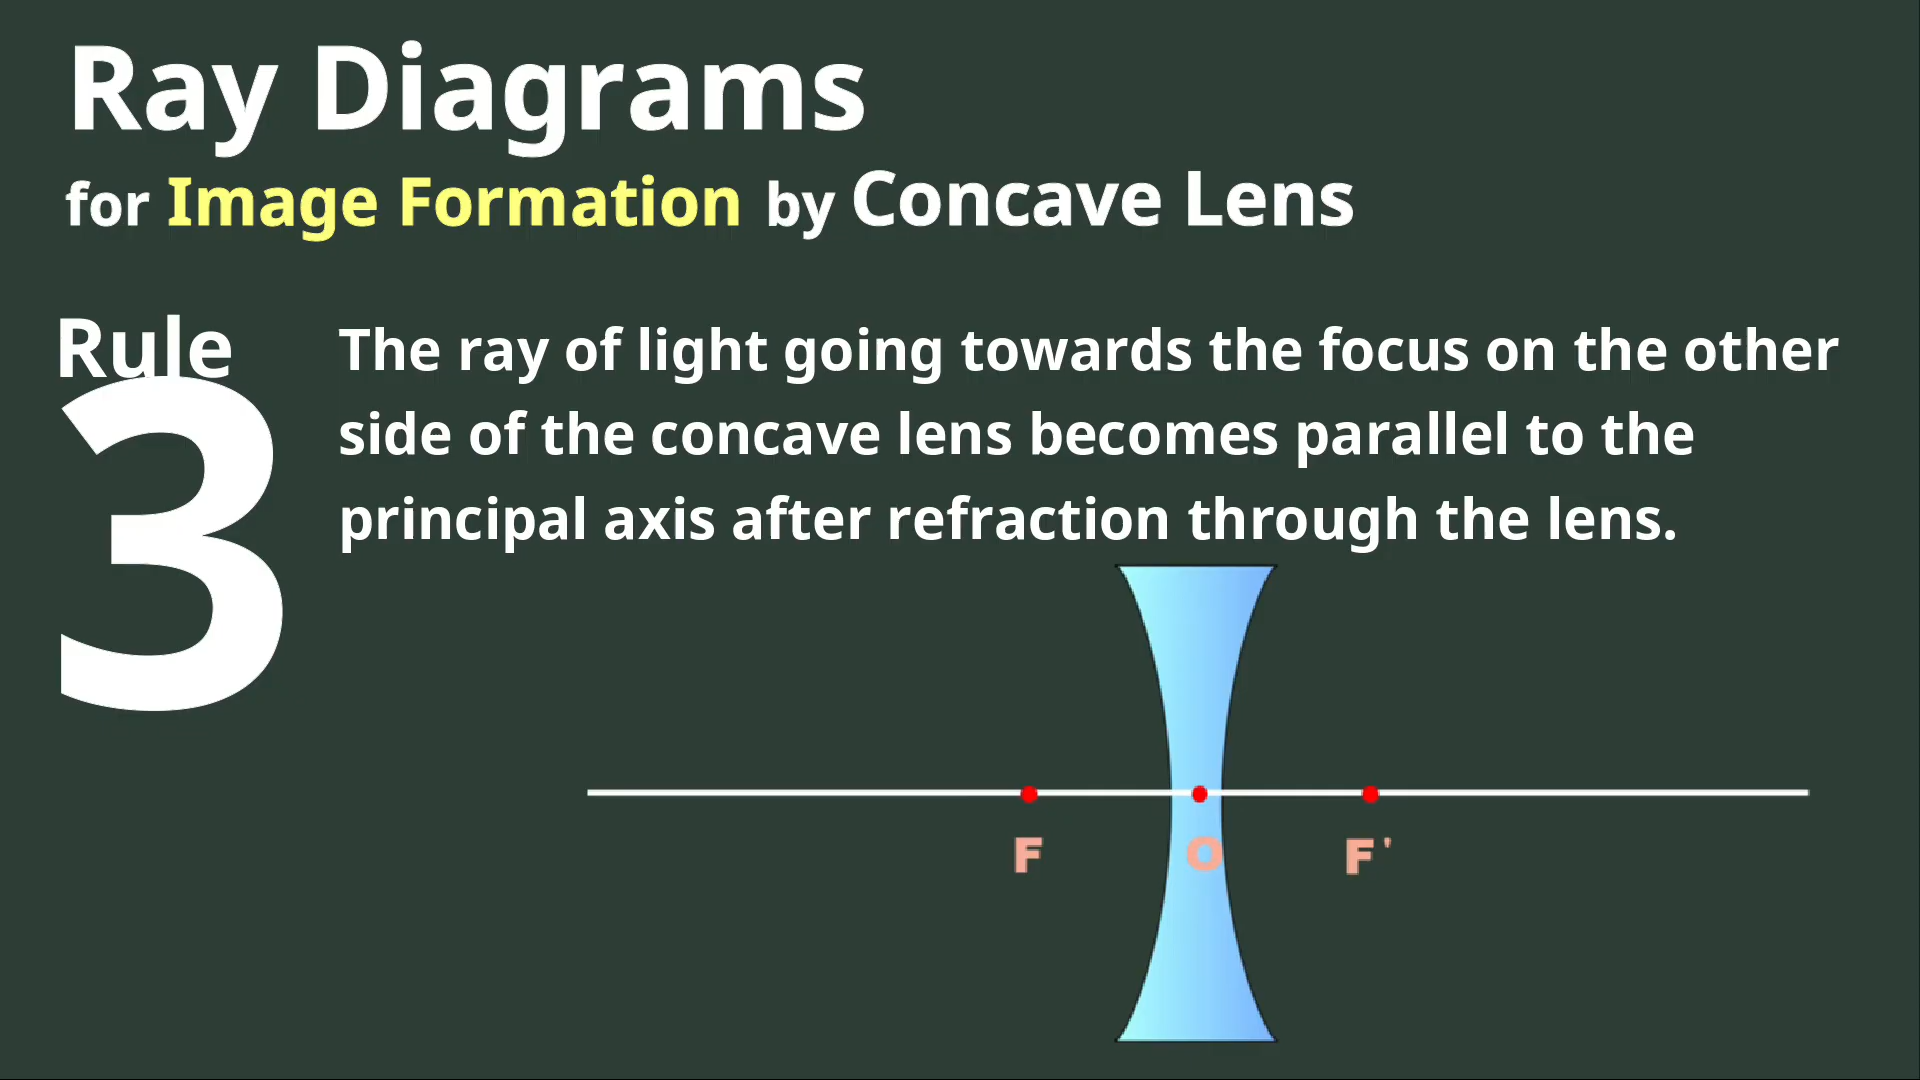 Ray Diagrams
for Image Formation by Concave Lens
Rule
3
The ray of light going towards the focus on the other
side of the concave lens becomes parallel to the
principal axis after refraction through the lens.
F O F'